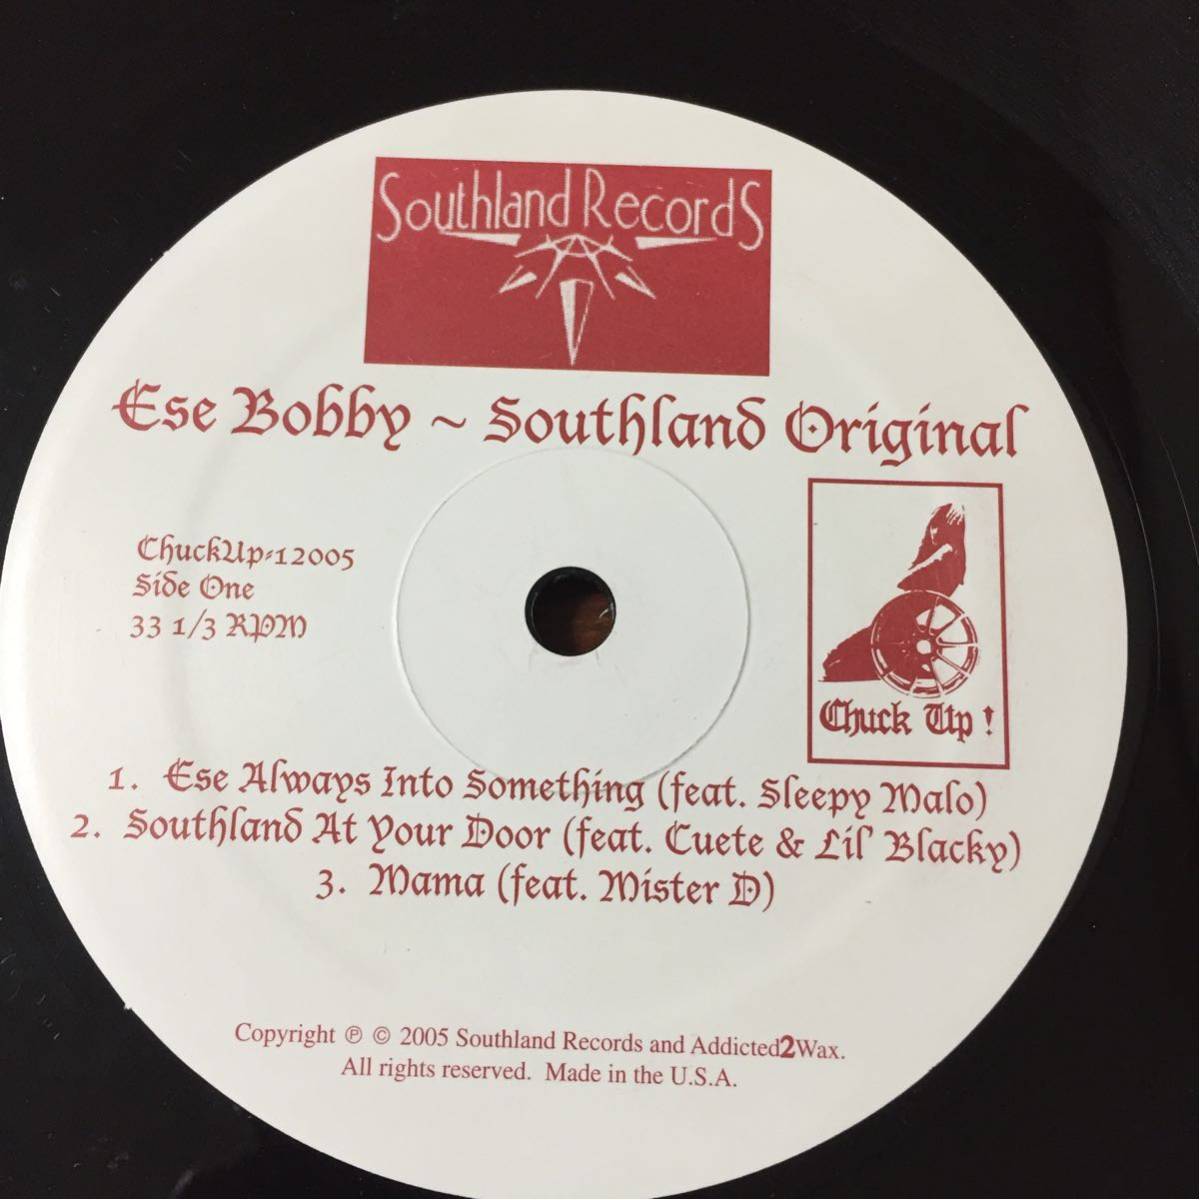 Southland Records
Ese Bobby ~ Southland Original
ChuckUp-12005
Side One
33 1/3 RPM
Chuck Up !
1. Ese Always Into Something (feat. Sleepy Malo)
2. Southland At Your Door (feat. Cuete & Lil' Blacky)
3. Mama (feat. Mister D)
Copyright ℗ © 2005 Southland Records and Addicted2Wax.
All rights reserved. Made in the U.S.A.